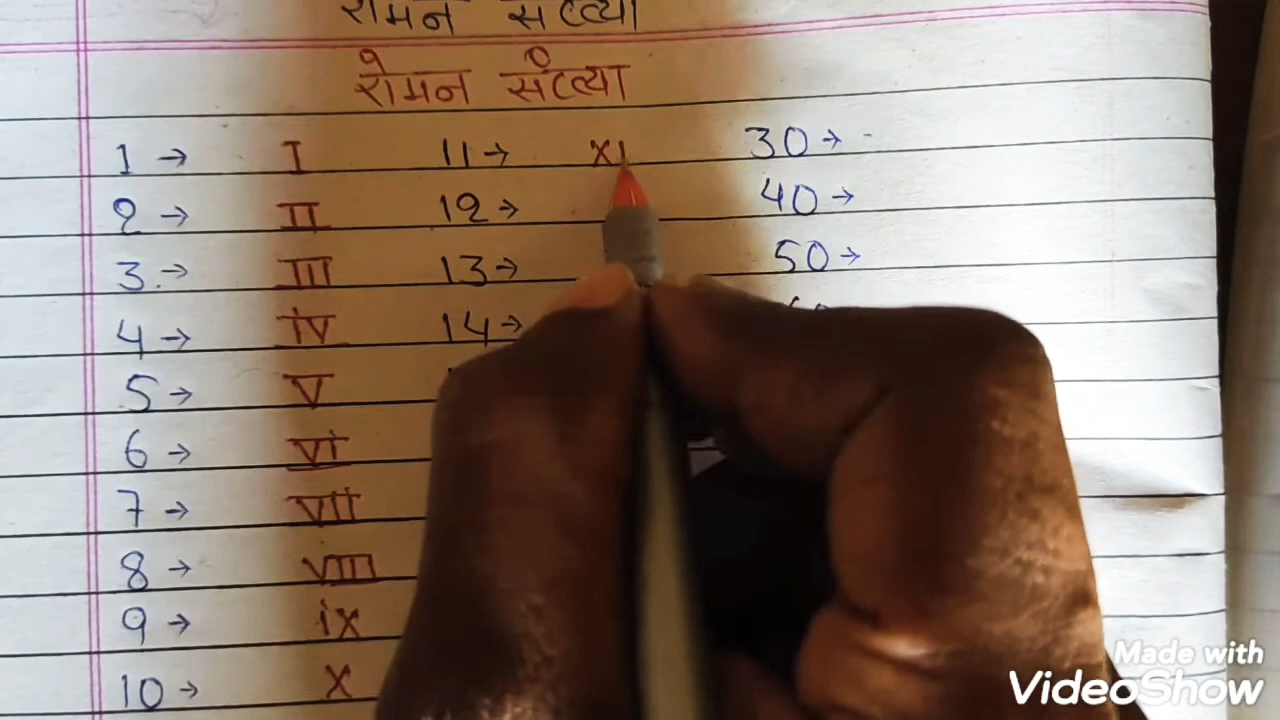 रोमन संख्या
रोमन संख्या
1 → I 11 → XI 30 →
2 → II 12 → 40 →
3 → III 13 → 50 →
4 → iv 14 →
5 → V
6 → Vi
7 → VII
8 → VIII
9 → ix
10 → X
Made with
VideoShow